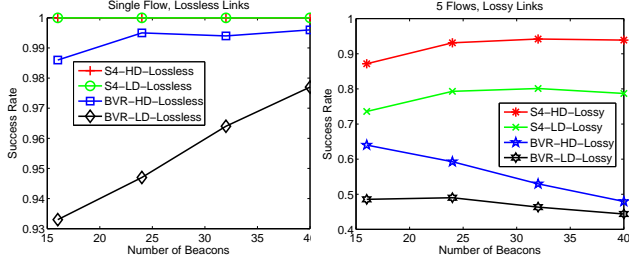 Single Flow, Lossless Links
1
0.99
0.98
0.97
0.96
0.95
0.94
0.93
15 20 25 30 35 40
Success Rate
Number of Beacons
S4-HD-Lossless
S4-LD-Lossless
BVR-HD-Lossless
BVR-LD-Lossless
5 Flows, Lossy Links
1
0.9
0.8
0.7
0.6
0.5
0.4
15 20 25 30 35 40
Success Rate
Number of Beacons
S4-HD-Lossy
S4-LD-Lossy
BVR-HD-Lossy
BVR-LD-Lossy